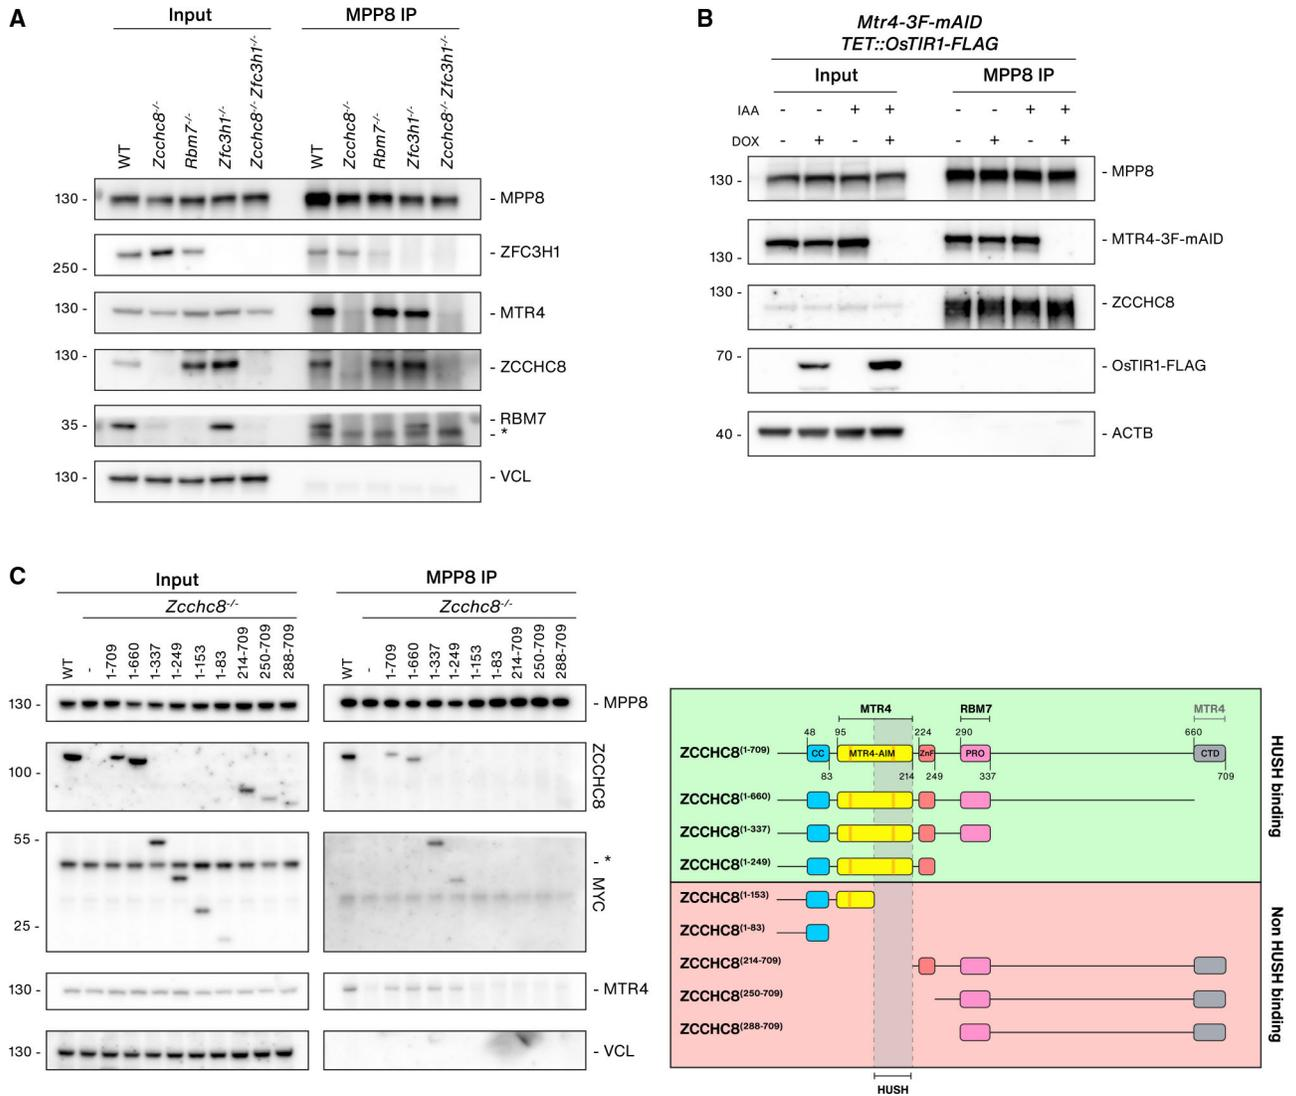 A
Input
MPP8 IP
WT
Zcchc8-/-
Rbm7-/-
Zfc3h1-/-
Zcchc8-/- Zfc3h1-/-
WT
Zcchc8-/-
Rbm7-/-
Zfc3h1-/-
Zcchc8-/- Zfc3h1-/-
130 -
- MPP8
- ZFC3H1
250 -
130 -
- MTR4
130 -
- ZCCHC8
35 -
- RBM7
- *
130 -
- VCL
B
Mtr4-3F-mAID
TET::OsTIR1-FLAG
Input
MPP8 IP
IAA - - + + - - + +
DOX - + - + - + - +
130 -
- MPP8
- MTR4-3F-mAID
130 -
130 -
- ZCCHC8
70 -
- OsTIR1-FLAG
40 -
- ACTB
C
Input
MPP8 IP
Zcchc8-/-
Zcchc8-/-
WT
-
1-709
1-660
1-337
1-249
1-153
1-83
214-709
250-709
288-709
WT
-
1-709
1-660
1-337
1-249
1-153
1-83
214-709
250-709
288-709
130 -
- MPP8
100 -
ZCCHC8
55 -
- *
MYC
25 -
130 -
- MTR4
130 -
- VCL
MTR4
RBM7
MTR4
48
95
224
290
660
ZCCHC8(1-709)
CC
MTR4-AIM
ZnF
PRO
CTD
83
214
249
337
709
ZCCHC8(1-660)
ZCCHC8(1-337)
ZCCHC8(1-249)
HUSH binding
ZCCHC8(1-153)
ZCCHC8(1-83)
ZCCHC8(214-709)
ZCCHC8(250-709)
ZCCHC8(288-709)
Non HUSH binding
HUSH